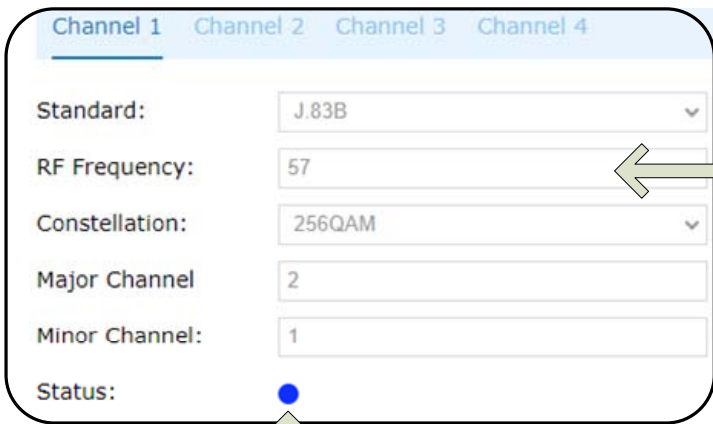 Channel 1 Channel 2 Channel 3 Channel 4
Standard: J.83B
RF Frequency: 57
Constellation: 256QAM
Major Channel 2
Minor Channel: 1
Status: